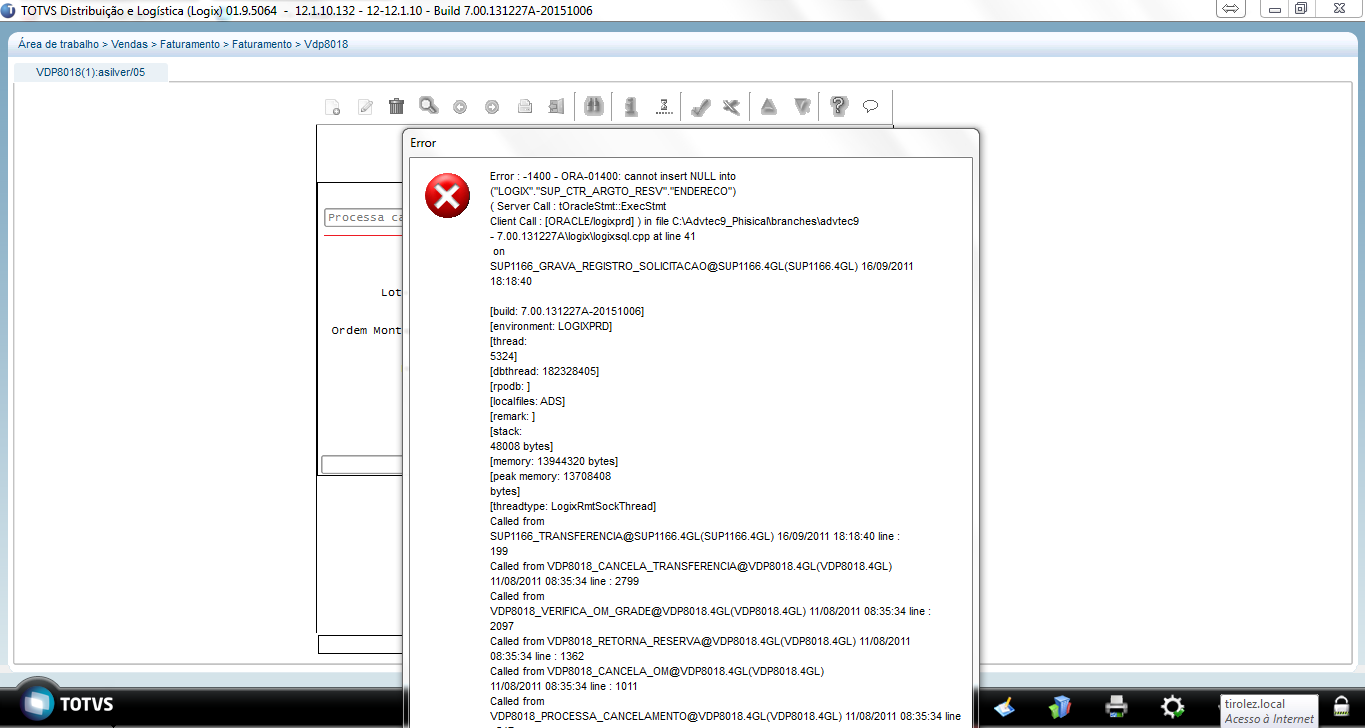 TOTVS Distribuição e Logística (Logix) 01.9.5064 - 12.1.10.132 - 12-12.1.10 - Build 7.00.131227A-20151006
Área de trabalho > Vendas > Faturamento > Faturamento > Vdp8018
VDP8018(1):asilver/05
Error
Processa ca
Lot
Ordem Mont
Error : -1400 - ORA-01400: cannot insert NULL into
("LOGIX"."SUP_CTR_ARGTO_RESV"."ENDERECO")
( Server Call : tOracleStmt::ExecStmt
Client Call : [ORACLE/logixprd] ) in file C:\Advtec9_Phisical\branches\advtec9
- 7.00.131227A\logix\logixsql.cpp at line 41
on
SUP1166_GRAVA_REGISTRO_SOLICITACAO@SUP1166.4GL(SUP1166.4GL) 16/09/2011
18:18:40
[build: 7.00.131227A-20151006]
[environment: LOGIXPRD]
[thread:
5324]
[dbthread: 182328405]
[rpodb: ]
[localfiles: ADS]
[remark: ]
[stack:
48008 bytes]
[memory: 13944320 bytes]
[peak memory: 13708408
bytes]
[threadtype: LogixRmtSockThread]
Called from
SUP1166_TRANSFERENCIA@SUP1166.4GL(SUP1166.4GL) 16/09/2011 18:18:40 line :
199
Called from VDP8018_CANCELA_TRANSFERENCIA@VDP8018.4GL(VDP8018.4GL)
11/08/2011 08:35:34 line : 2799
Called from
VDP8018_VERIFICA_OM_GRADE@VDP8018.4GL(VDP8018.4GL) 11/08/2011 08:35:34 line :
2097
Called from VDP8018_RETORNA_RESERVA@VDP8018.4GL(VDP8018.4GL) 11/08/2011
08:35:34 line : 1362
Called from VDP8018_CANCELA_OM@VDP8018.4GL(VDP8018.4GL)
11/08/2011 08:35:34 line : 1011
Called from
VDP8018_PROCESSA_CANCELAMENTO@VDP8018.4GL(VDP8018.4GL) 11/08/2011 08:35:34 line
TOTVS
tirolez.local
Acesso à Internet